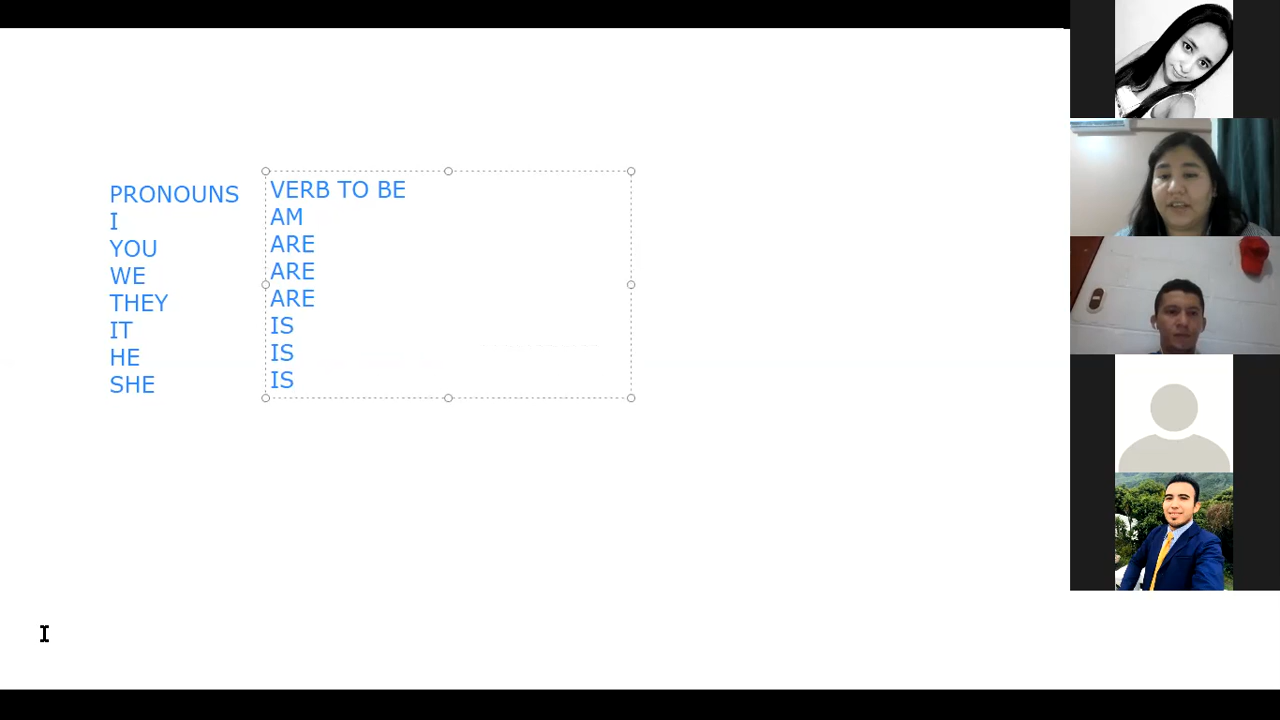 PRONOUNS
I
YOU
WE
THEY
IT
HE
SHE
VERB TO BE
AM
ARE
ARE
ARE
IS
IS
IS